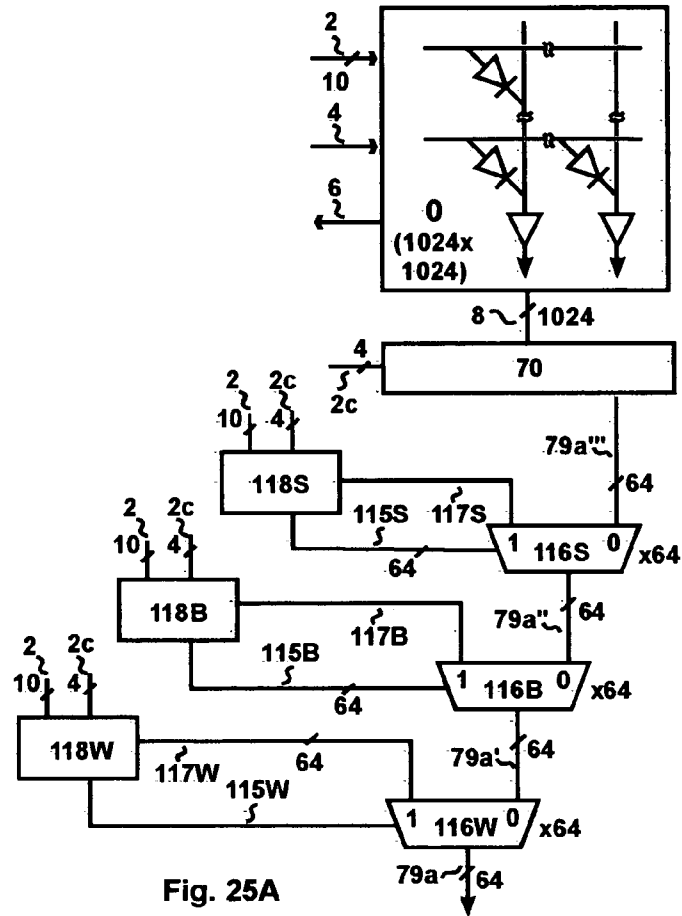 2
10
4
6
0
(1024x
1024)
8
1024
4
2c
70
79a'''
64
2
10
2c
4
118S
117S
115S
64
1
116S
0
x64
79a''
64
2
10
2c
4
118B
117B
115B
64
1
116B
0
x64
79a'
64
2
10
2c
4
118W
117W
64
115W
1
116W
0
x64
79a
64
Fig. 25A